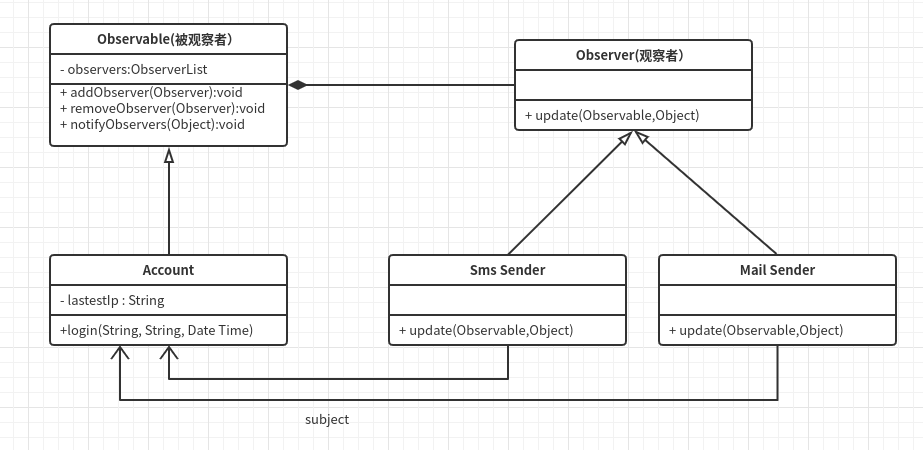 Observable(被观察者）
- observers:ObserverList
+ addObserver(Observer):void
+ removeObserver(Observer):void
+ notifyObservers(Object):void
Observer(观察者）
+ update(Observable,Object)
Account
- lastestIp : String
+login(String, String, Date Time)
Sms Sender
+ update(Observable,Object)
Mail Sender
+ update(Observable,Object)
subject